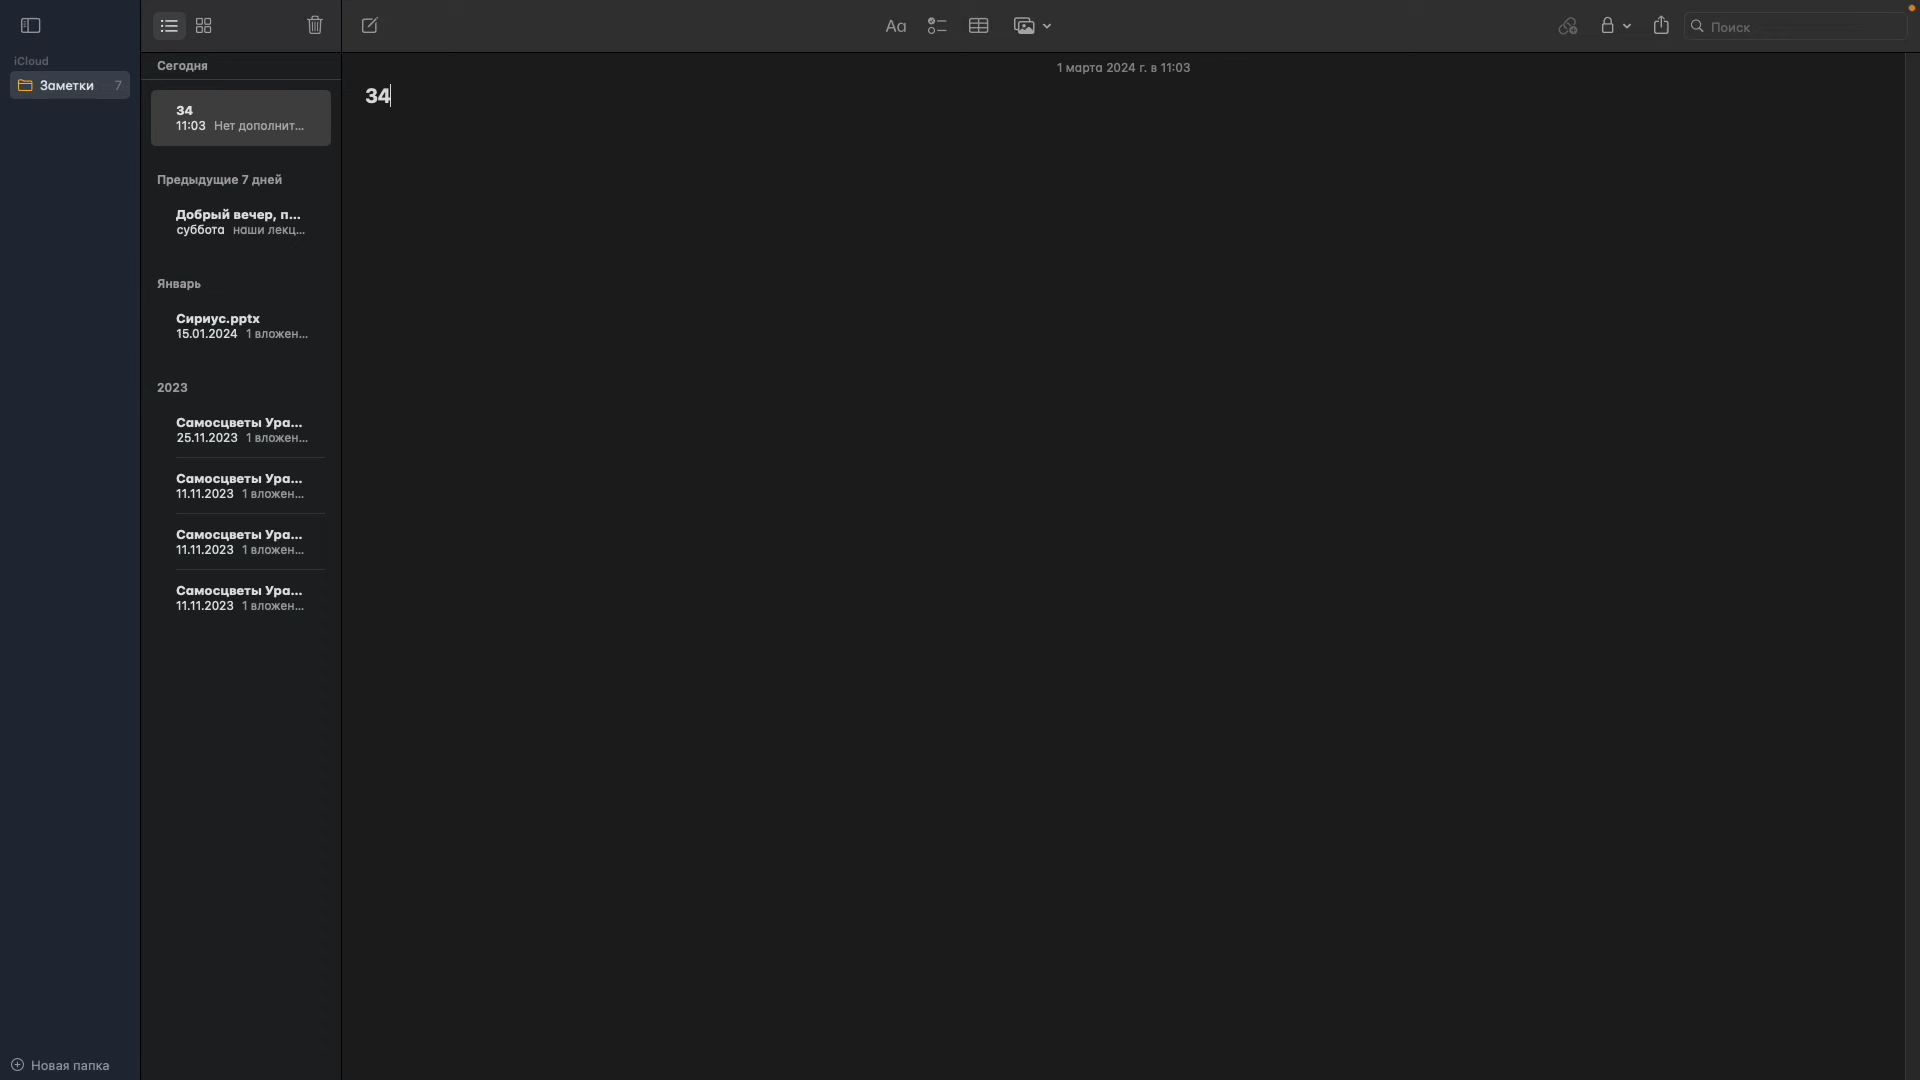 iCloud
Заметки 7
Сегодня
34
11:03 Нет дополнит...
Предыдущие 7 дней
Добрый вечер, п...
суббота наши лекц...
Январь
Сириус.pptx
15.01.2024 1 вложен...
2023
Самосцветы Ура...
25.11.2023 1 вложен...
Самосцветы Ура...
11.11.2023 1 вложен...
Самосцветы Ура...
11.11.2023 1 вложен...
Самосцветы Ура...
11.11.2023 1 вложен...
Новая папка
Aa
Поиск
1 марта 2024 г. в 11:03
34